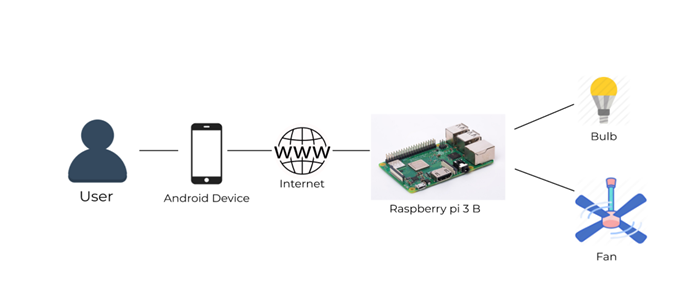 User
Android Device
WWW
Internet
Raspberry pi 3 B
Bulb
Fan